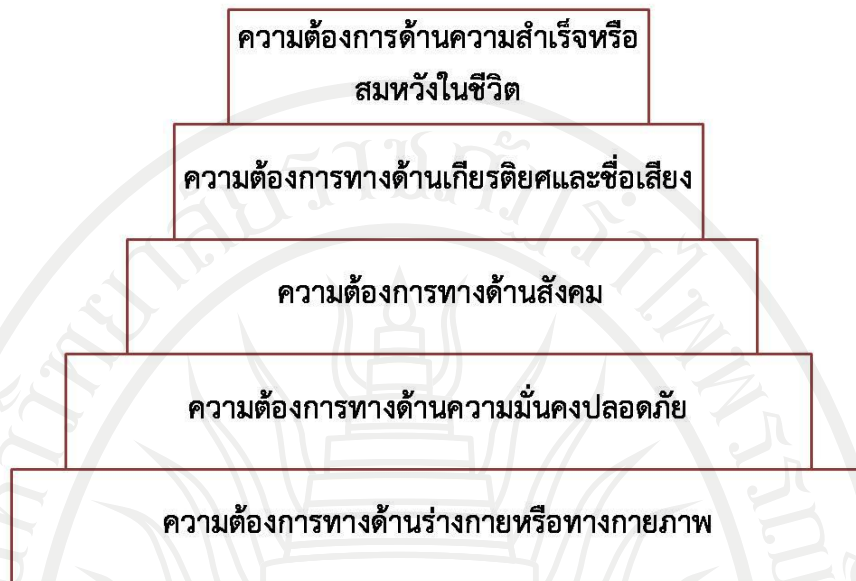 ความต้องการด้านความสำเร็จหรือ
สมหวังในชีวิต
ความต้องการทางด้านเกียรติยศและชื่อเสียง
ความต้องการทางด้านสังคม
ความต้องการทางด้านความมั่นคงปลอดภัย
ความต้องการทางด้านร่างกายหรือทางกายภาพ